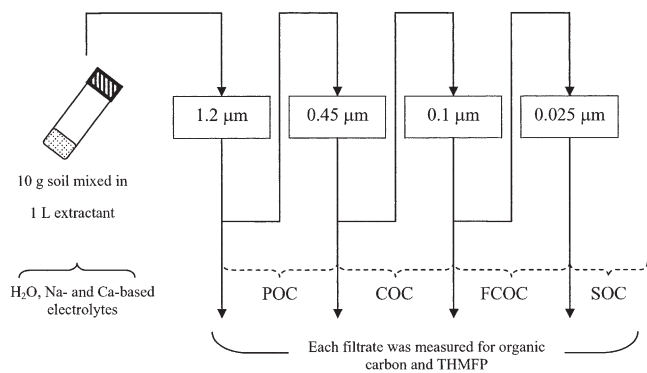 1.2 μm
0.45 μm
0.1 μm
0.025 μm
10 g soil mixed in
1 L extractant
H₂O, Na- and Ca-based
electrolytes
POC
COC
FCOC
SOC
Each filtrate was measured for organic
carbon and THMFP